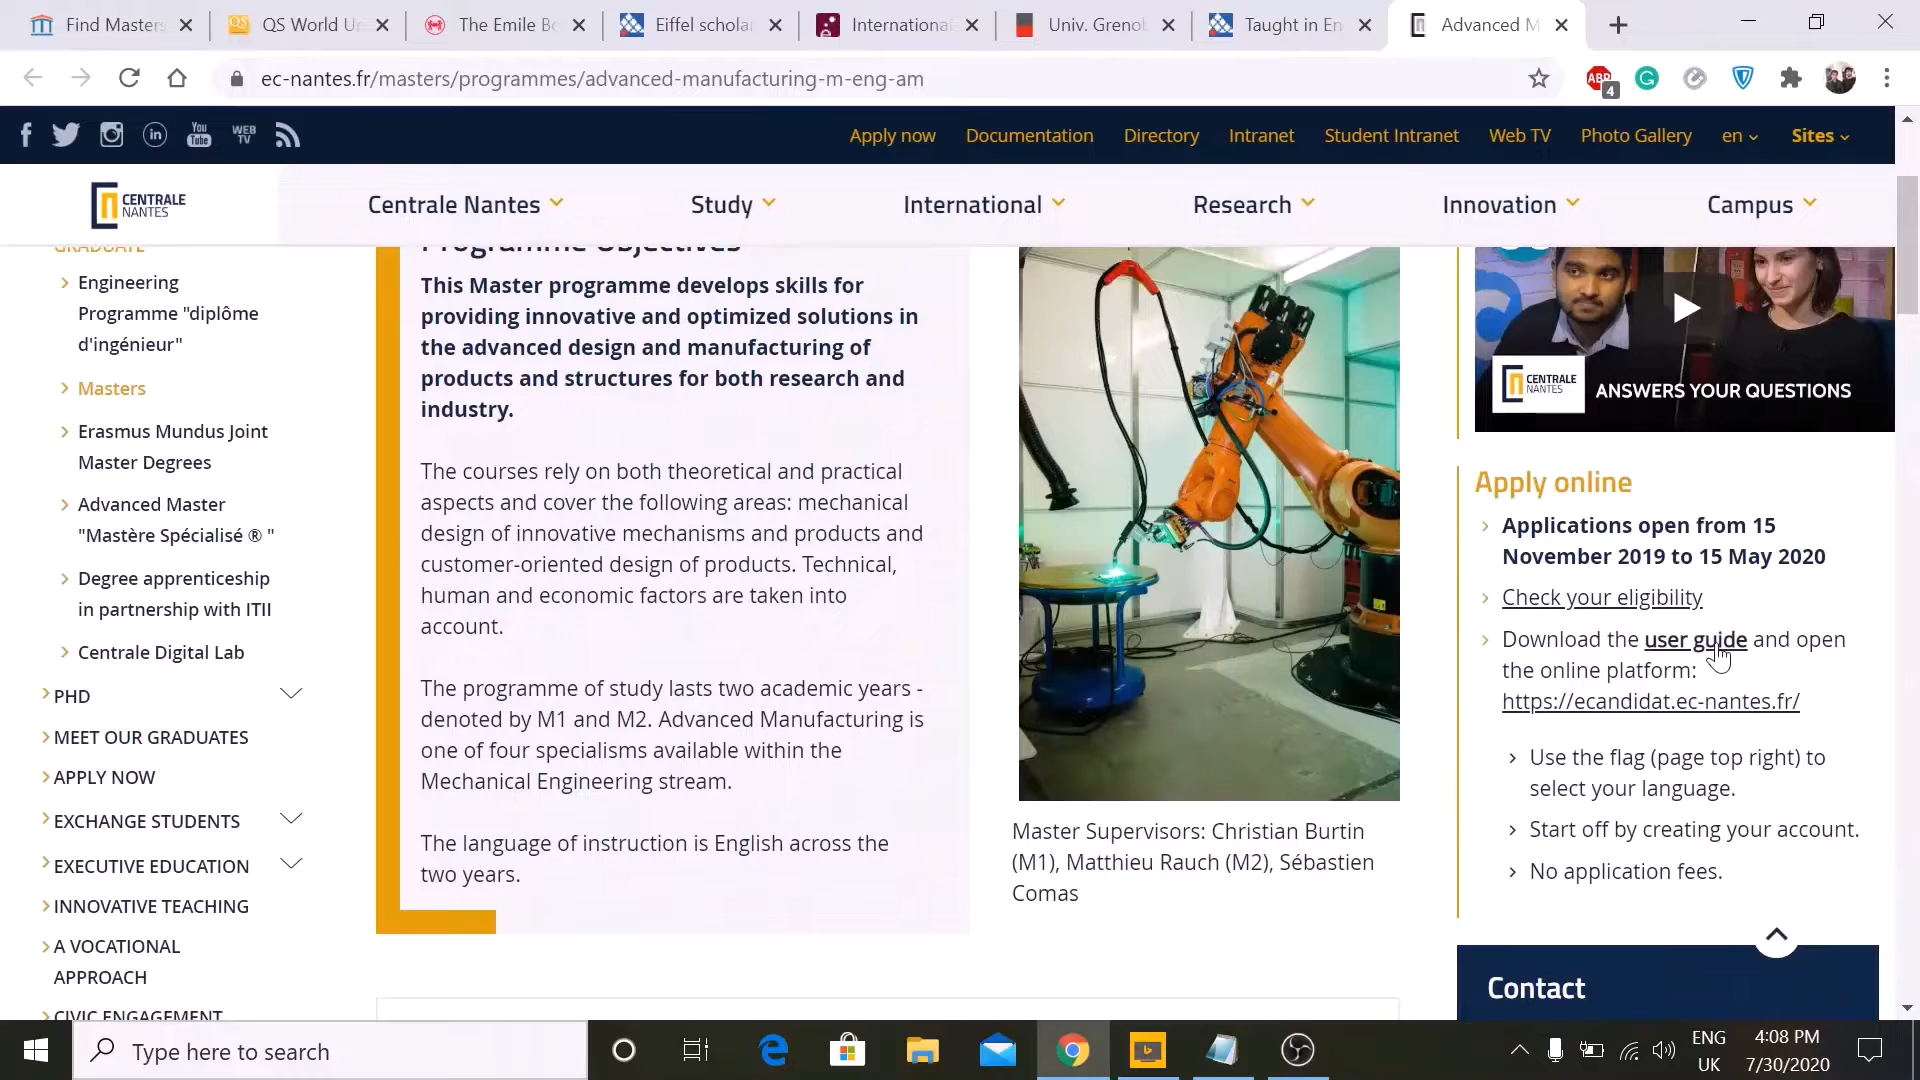 Find Masters
QS World Un
The Emile Bo
Eiffel schola
International
Univ. Grenob
Taught in En
Advanced M
ec-nantes.fr/masters/programmes/advanced-manufacturing-m-eng-am
ABP
4
You
Tube
WEB
TV
Apply now
Documentation
Directory
Intranet
Student Intranet
Web TV
Photo Gallery
en
Sites
CENTRALE
NANTES
Centrale Nantes
Study
International
Research
Innovation
Campus
GRADUATE
Engineering
Programme "diplôme
d'ingénieur"
Masters
Erasmus Mundus Joint
Master Degrees
Advanced Master
"Mastère Spécialisé ® "
Degree apprenticeship
in partnership with ITII
Centrale Digital Lab
PHD
MEET OUR GRADUATES
APPLY NOW
EXCHANGE STUDENTS
EXECUTIVE EDUCATION
INNOVATIVE TEACHING
A VOCATIONAL
APPROACH
CIVIC ENGAGEMENT
Programme Objectives
This Master programme develops skills for
providing innovative and optimized solutions in
the advanced design and manufacturing of
products and structures for both research and
industry.
The courses rely on both theoretical and practical
aspects and cover the following areas: mechanical
design of innovative mechanisms and products and
customer-oriented design of products. Technical,
human and economic factors are taken into
account.
The programme of study lasts two academic years -
denoted by M1 and M2. Advanced Manufacturing is
one of four specialisms available within the
Mechanical Engineering stream.
The language of instruction is English across the
two years.
Master Supervisors: Christian Burtin
(M1), Matthieu Rauch (M2), Sébastien
Comas
CENTRALE
NANTES
ANSWERS YOUR QUESTIONS
Apply online
Applications open from 15
November 2019 to 15 May 2020
Check your eligibility
Download the user guide and open
the online platform:
https://ecandidat.ec-nantes.fr/
Use the flag (page top right) to
select your language.
Start off by creating your account.
No application fees.
Contact
Type here to search
ENG
UK
4:08 PM
7/30/2020